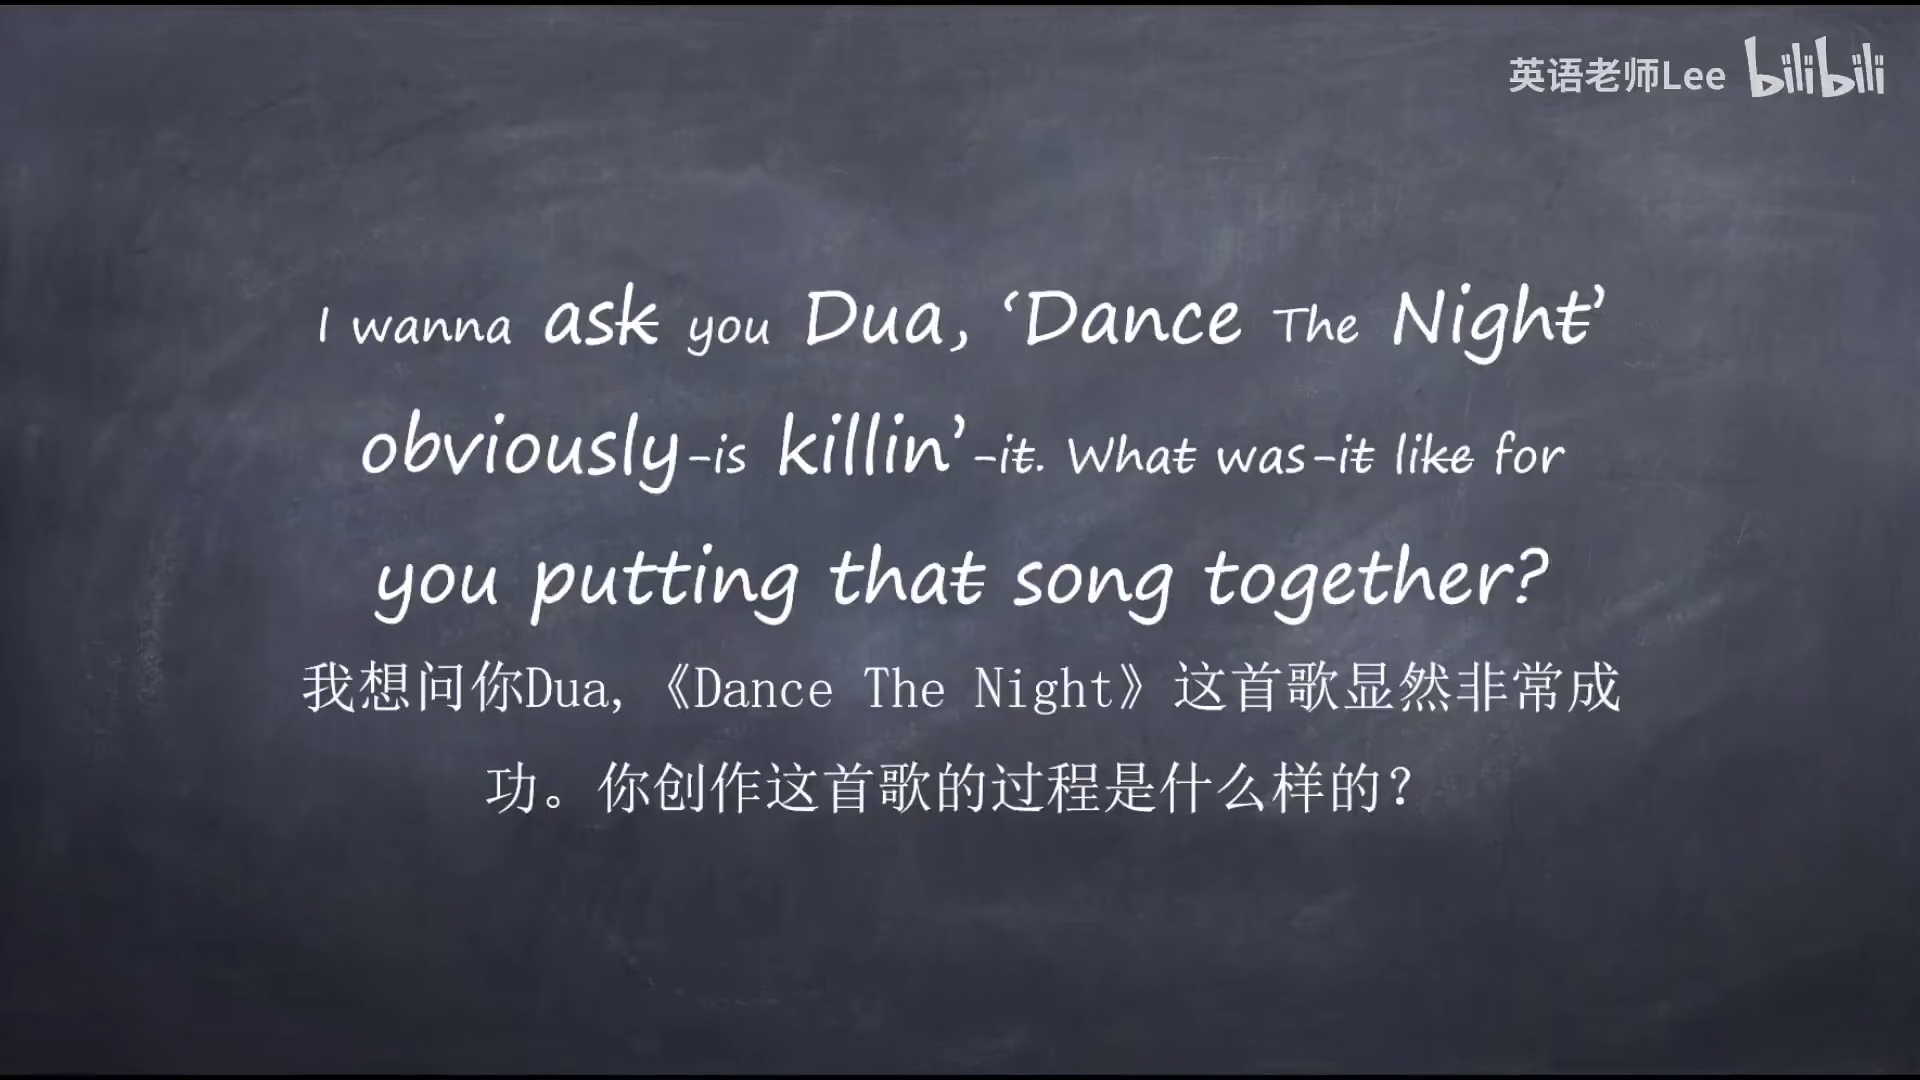 英语老师Lee bilibili
I wanna ask you Dua, ‘Dance The Night’
obviously-is killin’-it. What was-it like for
you putting that song together?
我想问你Dua,《Dance The Night》这首歌显然非常成
功。你创作这首歌的过程是什么样的?